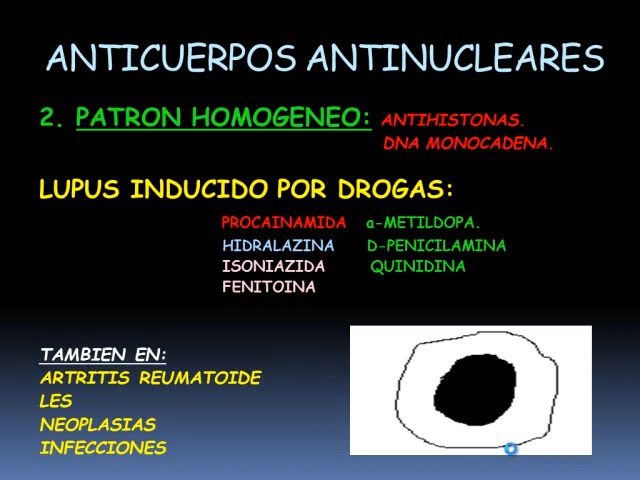 ANTICUERPOS ANTINUCLEARES
2. PATRON HOMOGENEO: ANTIHISTONAS.
DNA MONOCADENA.
LUPUS INDUCIDO POR DROGAS:
PROCAINAMIDA a-METILDOPA.
HIDRALAZINA D-PENICILAMINA
ISONIAZIDA QUINIDINA
FENITOINA
TAMBIEN EN:
ARTRITIS REUMATOIDE
LES
NEOPLASIAS
INFECCIONES